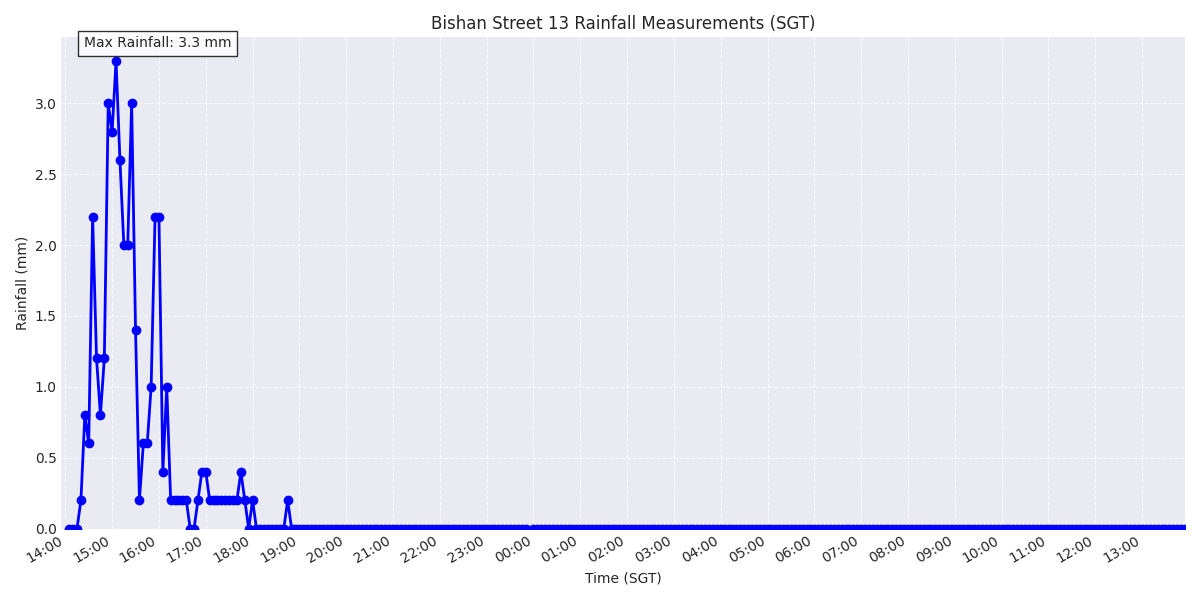 Bishan Street 13 Rainfall Measurements (SGT)
Max Rainfall: 3.3 mm
Rainfall (mm)
3.0
2.5
2.0
1.5
1.0
0.5
0.0
14:00 15:00 16:00 17:00 18:00 19:00 20:00 21:00 22:00 23:00 00:00 01:00 02:00 03:00 04:00 05:00 06:00 07:00 08:00 09:00 10:00 11:00 12:00 13:00
Time (SGT)